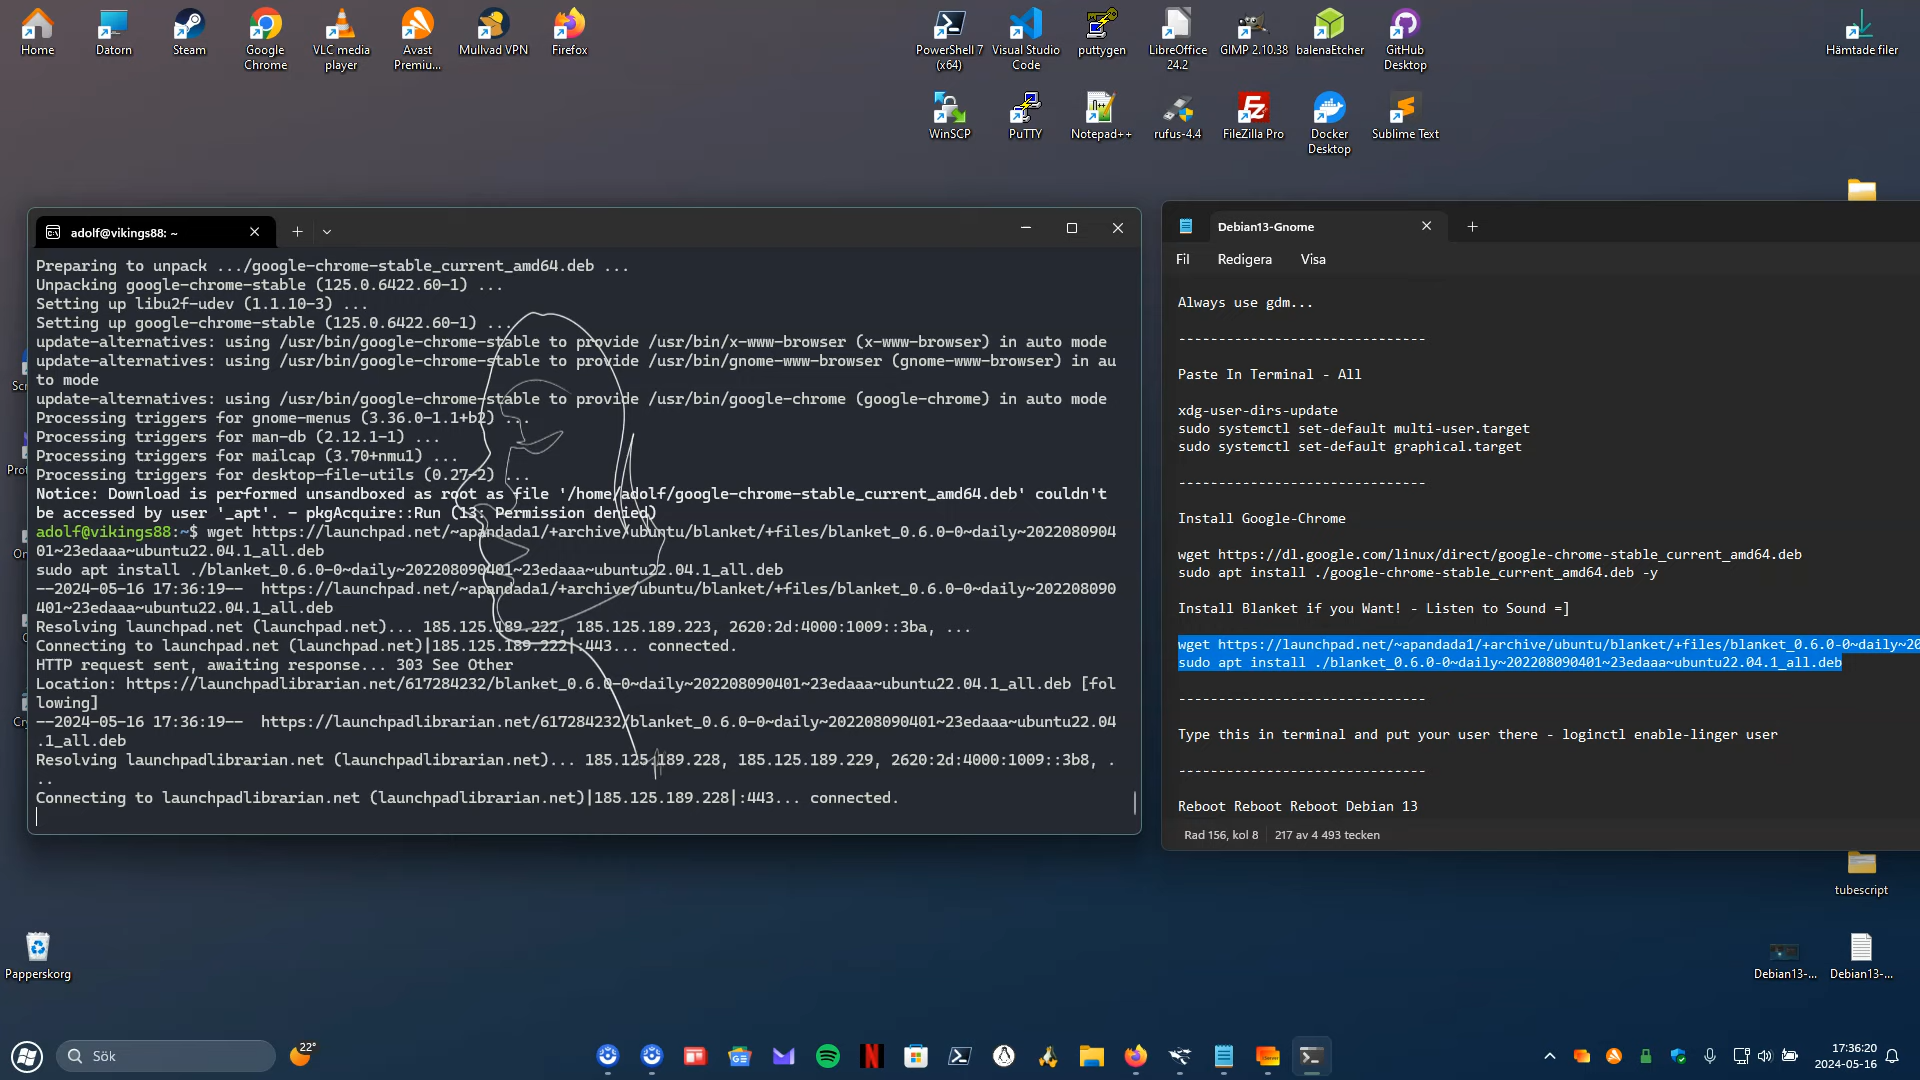 Home
Datorn
Steam
Google Chrome
VLC media player
Avast Premiu...
Mullvad VPN
Firefox
PowerShell 7 (x64)
Visual Studio Code
puttygen
LibreOffice 24.2
GIMP 2.10.38
balenaEtcher
GitHub Desktop
Hämtade filer
WinSCP
PuTTY
Notepad++
rufus-4.4
FileZilla Pro
Docker Desktop
Sublime Text
adolf@vikings88: ~
Preparing to unpack .../google-chrome-stable_current_amd64.deb ...
Unpacking google-chrome-stable (125.0.6422.60-1) ...
Setting up libu2f-udev (1.1.10-3) ...
Setting up google-chrome-stable (125.0.6422.60-1) ...
update-alternatives: using /usr/bin/google-chrome-stable to provide /usr/bin/x-www-browser (x-www-browser) in auto mode
update-alternatives: using /usr/bin/google-chrome-stable to provide /usr/bin/gnome-www-browser (gnome-www-browser) in au
to mode
update-alternatives: using /usr/bin/google-chrome-stable to provide /usr/bin/google-chrome (google-chrome) in auto mode
Processing triggers for gnome-menus (3.36.0-1.1+b2) ...
Processing triggers for man-db (2.12.1-1) ...
Processing triggers for mailcap (3.70+nmu1) ...
Processing triggers for desktop-file-utils (0.27-2) ...
Notice: Download is performed unsandboxed as root as file '/home/adolf/google-chrome-stable_current_amd64.deb' couldn't
be accessed by user '_apt'. - pkgAcquire::Run (13: Permission denied)
adolf@vikings88:~$ wget https://launchpad.net/~apandada1/+archive/ubuntu/blanket/+files/blanket_0.6.0-0~daily~2022080904
01~23edaaa~ubuntu22.04.1_all.deb
sudo apt install ./blanket_0.6.0-0~daily~202208090401~23edaaa~ubuntu22.04.1_all.deb
--2024-05-16 17:36:19--  https://launchpad.net/~apandada1/+archive/ubuntu/blanket/+files/blanket_0.6.0-0~daily~202208090
401~23edaaa~ubuntu22.04.1_all.deb
Resolving launchpad.net (launchpad.net)... 185.125.189.222, 185.125.189.223, 2620:2d:4000:1009::3ba, ...
Connecting to launchpad.net (launchpad.net)|185.125.189.222|:443... connected.
HTTP request sent, awaiting response... 303 See Other
Location: https://launchpadlibrarian.net/617284232/blanket_0.6.0-0~daily~202208090401~23edaaa~ubuntu22.04.1_all.deb [fol
lowing]
--2024-05-16 17:36:19--  https://launchpadlibrarian.net/617284232/blanket_0.6.0-0~daily~202208090401~23edaaa~ubuntu22.04
.1_all.deb
Resolving launchpadlibrarian.net (launchpadlibrarian.net)... 185.125.189.228, 185.125.189.229, 2620:2d:4000:1009::3b8, .
..
Connecting to launchpadlibrarian.net (launchpadlibrarian.net)|185.125.189.228|:443... connected.
Debian13-Gnome
Fil
Redigera
Visa
Always use gdm...
-------------------------------
Paste In Terminal - All
xdg-user-dirs-update
sudo systemctl set-default multi-user.target
sudo systemctl set-default graphical.target
-------------------------------
Install Google-Chrome
wget https://dl.google.com/linux/direct/google-chrome-stable_current_amd64.deb
sudo apt install ./google-chrome-stable_current_amd64.deb -y
Install Blanket if you Want! - Listen to Sound =]
wget https://launchpad.net/~apandada1/+archive/ubuntu/blanket/+files/blanket_0.6.0-0~daily~20
sudo apt install ./blanket_0.6.0-0~daily~202208090401~23edaaa~ubuntu22.04.1_all.deb
-------------------------------
Type this in terminal and put your user there - loginctl enable-linger user
-------------------------------
Reboot Reboot Reboot Debian 13
Rad 156, kol 8
217 av 4 493 tecken
tubescript
Debian13-...
Debian13-...
Papperskorg
Sök
22°
17:36:20
2024-05-16